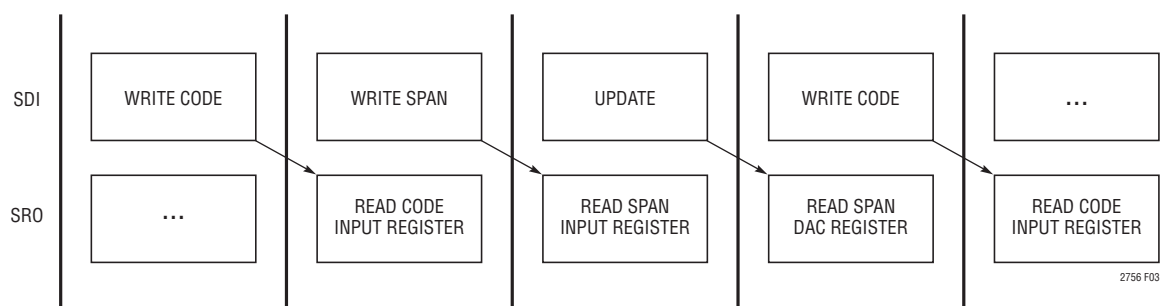 SDI
WRITE CODE
WRITE SPAN
UPDATE
WRITE CODE
...
SRO
...
READ CODE
INPUT REGISTER
READ SPAN
INPUT REGISTER
READ SPAN
DAC REGISTER
READ CODE
INPUT REGISTER
2756 F03